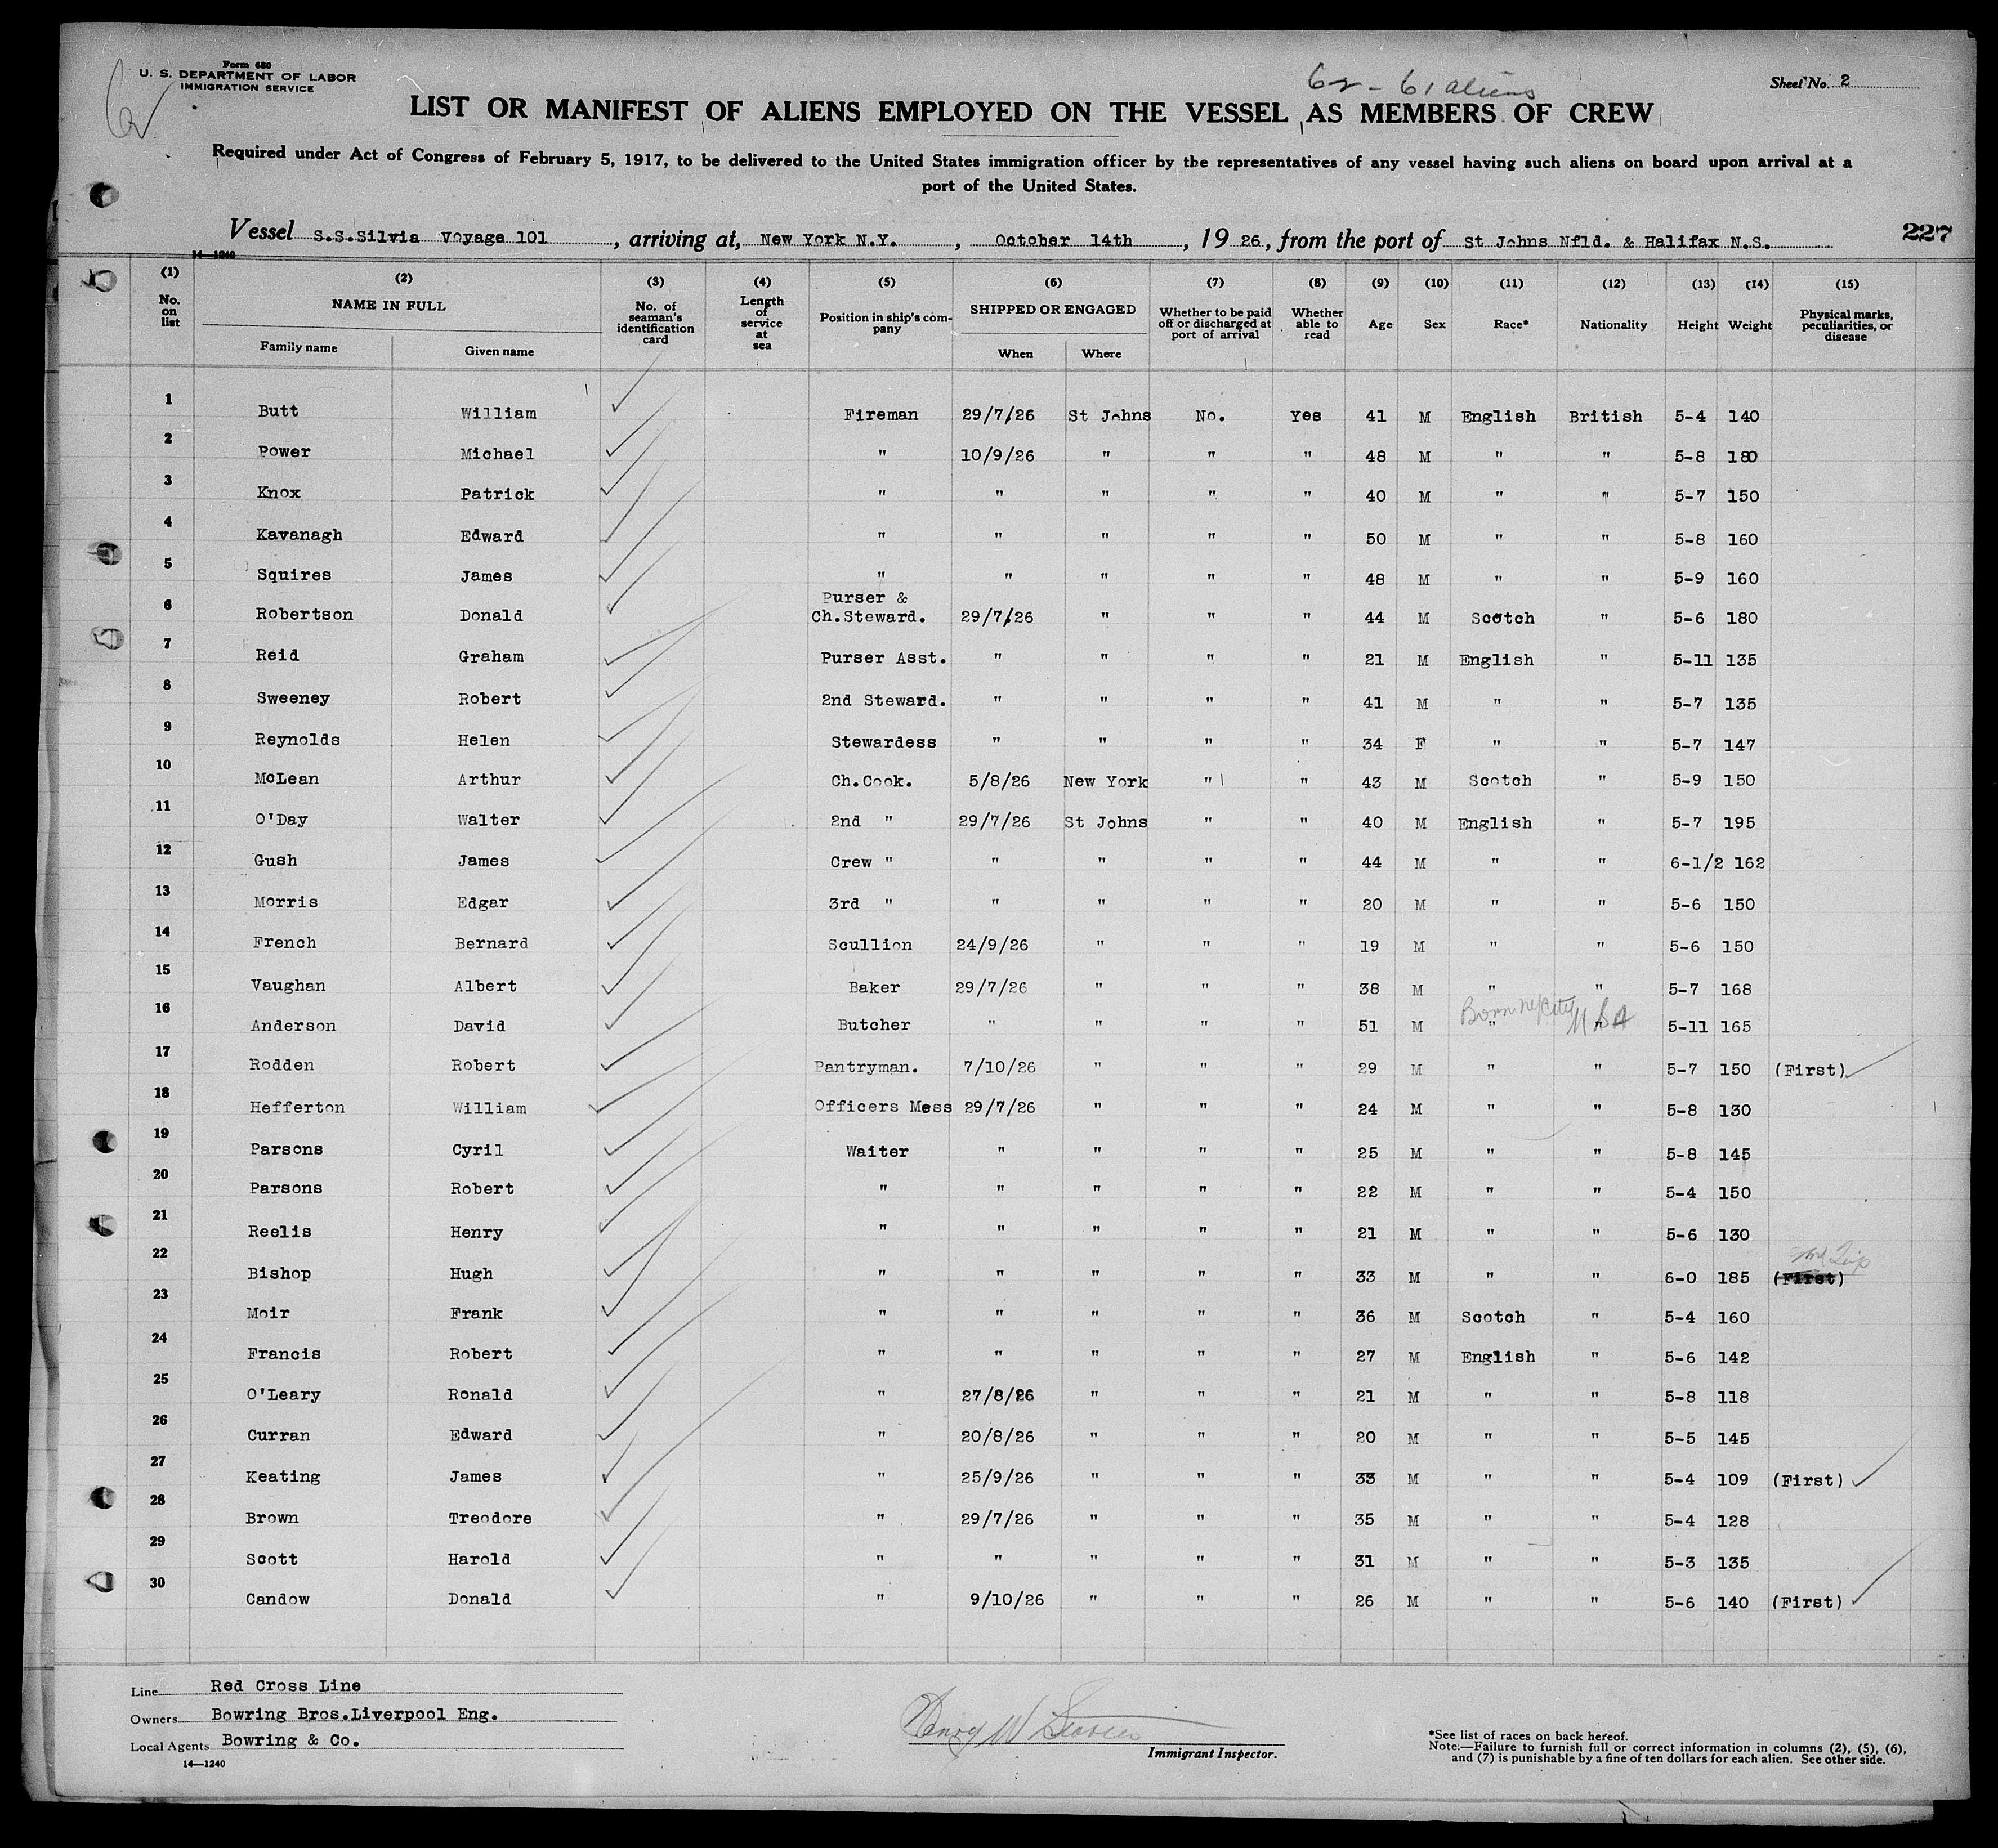 Form 680
U. S. DEPARTMENT OF LABOR
IMMIGRATION SERVICE
62 - 61 aliens
Sheet No. 2
LIST OR MANIFEST OF ALIENS EMPLOYED ON THE VESSEL AS MEMBERS OF CREW
Required under Act of Congress of February 5, 1917, to be delivered to the United States immigration officer by the representatives of any vessel having such aliens on board upon arrival at a
port of the United States.
Vessel S.S.Silvia Voyage 101, arriving at, New York N.Y., October 14th, 1926, from the port of St Johns Nfld. & Halifax N.S.
227
14—1240
(1) No. on list (2) NAME IN FULL Family name Given name (3) No. of seaman's identification card (4) Length of service at sea (5) Position in ship's company (6) SHIPPED OR ENGAGED When Where (7) Whether to be paid off or discharged at port of arrival (8) Whether able to read (9) Age (10) Sex (11) Race* (12) Nationality (13) Height (14) Weight (15) Physical marks, peculiarities, or disease
1 Butt William Fireman 29/7/26 St Johns No. Yes 41 M English British 5-4 140
2 Power Michael " 10/9/26 " " " 48 M " " 5-8 180
3 Knox Patrick " " " " " 40 M " " 5-7 150
4 Kavanagh Edward " " " " " 50 M " " 5-8 160
5 Squires James " " " " " 48 M " " 5-9 160
6 Robertson Donald Purser & Ch.Steward. 29/7/26 " " " 44 M Scotch " 5-6 180
7 Reid Graham Purser Asst. " " " " 21 M English " 5-11 135
8 Sweeney Robert 2nd Steward. " " " " 41 M " " 5-7 135
9 Reynolds Helen Stewardess " " " " 34 F " " 5-7 147
10 McLean Arthur Ch.Cook. 5/8/26 New York " " 43 M Scotch " 5-9 150
11 O'Day Walter 2nd " 29/7/26 St Johns " " 40 M English " 5-7 195
12 Gush James Crew " " " " " 44 M " " 6-1/2 162
13 Morris Edgar 3rd " " " " " 20 M " " 5-6 150
14 French Bernard Scullion 24/9/26 " " " 19 M " " 5-6 150
15 Vaughan Albert Baker 29/7/26 " " " 38 M " " 5-7 168
16 Anderson David Butcher " " " " 51 M " Born NY City " USA 5-11 165
17 Rodden Robert Pantryman. 7/10/26 " " " 29 M " " 5-7 150 (First)
18 Hefferton William Officers Mess 29/7/26 " " " 24 M " " 5-8 130
19 Parsons Cyril Waiter " " " " 25 M " " 5-8 145
20 Parsons Robert " " " " " 22 M " " 5-4 150
21 Reelis Henry " " " " " 21 M " " 5-6 130
22 Bishop Hugh " " " " " 33 M " " 6-0 185 (First) 2nd Trip
23 Moir Frank " " " " " 36 M Scotch " 5-4 160
24 Francis Robert " " " " " 27 M English " 5-6 142
25 O'Leary Ronald " 27/8/26 " " " 21 M " " 5-8 118
26 Curran Edward " 20/8/26 " " " 20 M " " 5-5 145
27 Keating James " 25/9/26 " " " 33 M " " 5-4 109 (First)
28 Brown Treodore " 29/7/26 " " " 35 M " " 5-4 128
29 Scott Harold " " " " " 31 M " " 5-3 135
30 Candow Donald " 9/10/26 " " " 26 M " " 5-6 140 (First)
Line Red Cross Line
Owners Bowring Bros.Liverpool Eng.
Local Agents Bowring & Co.
14—1240
Henry W
Immigrant Inspector.
*See list of races on back hereof.
Note:—Failure to furnish full or correct information in columns (2), (5), (6),
and (7) is punishable by a fine of ten dollars for each alien. See other side.